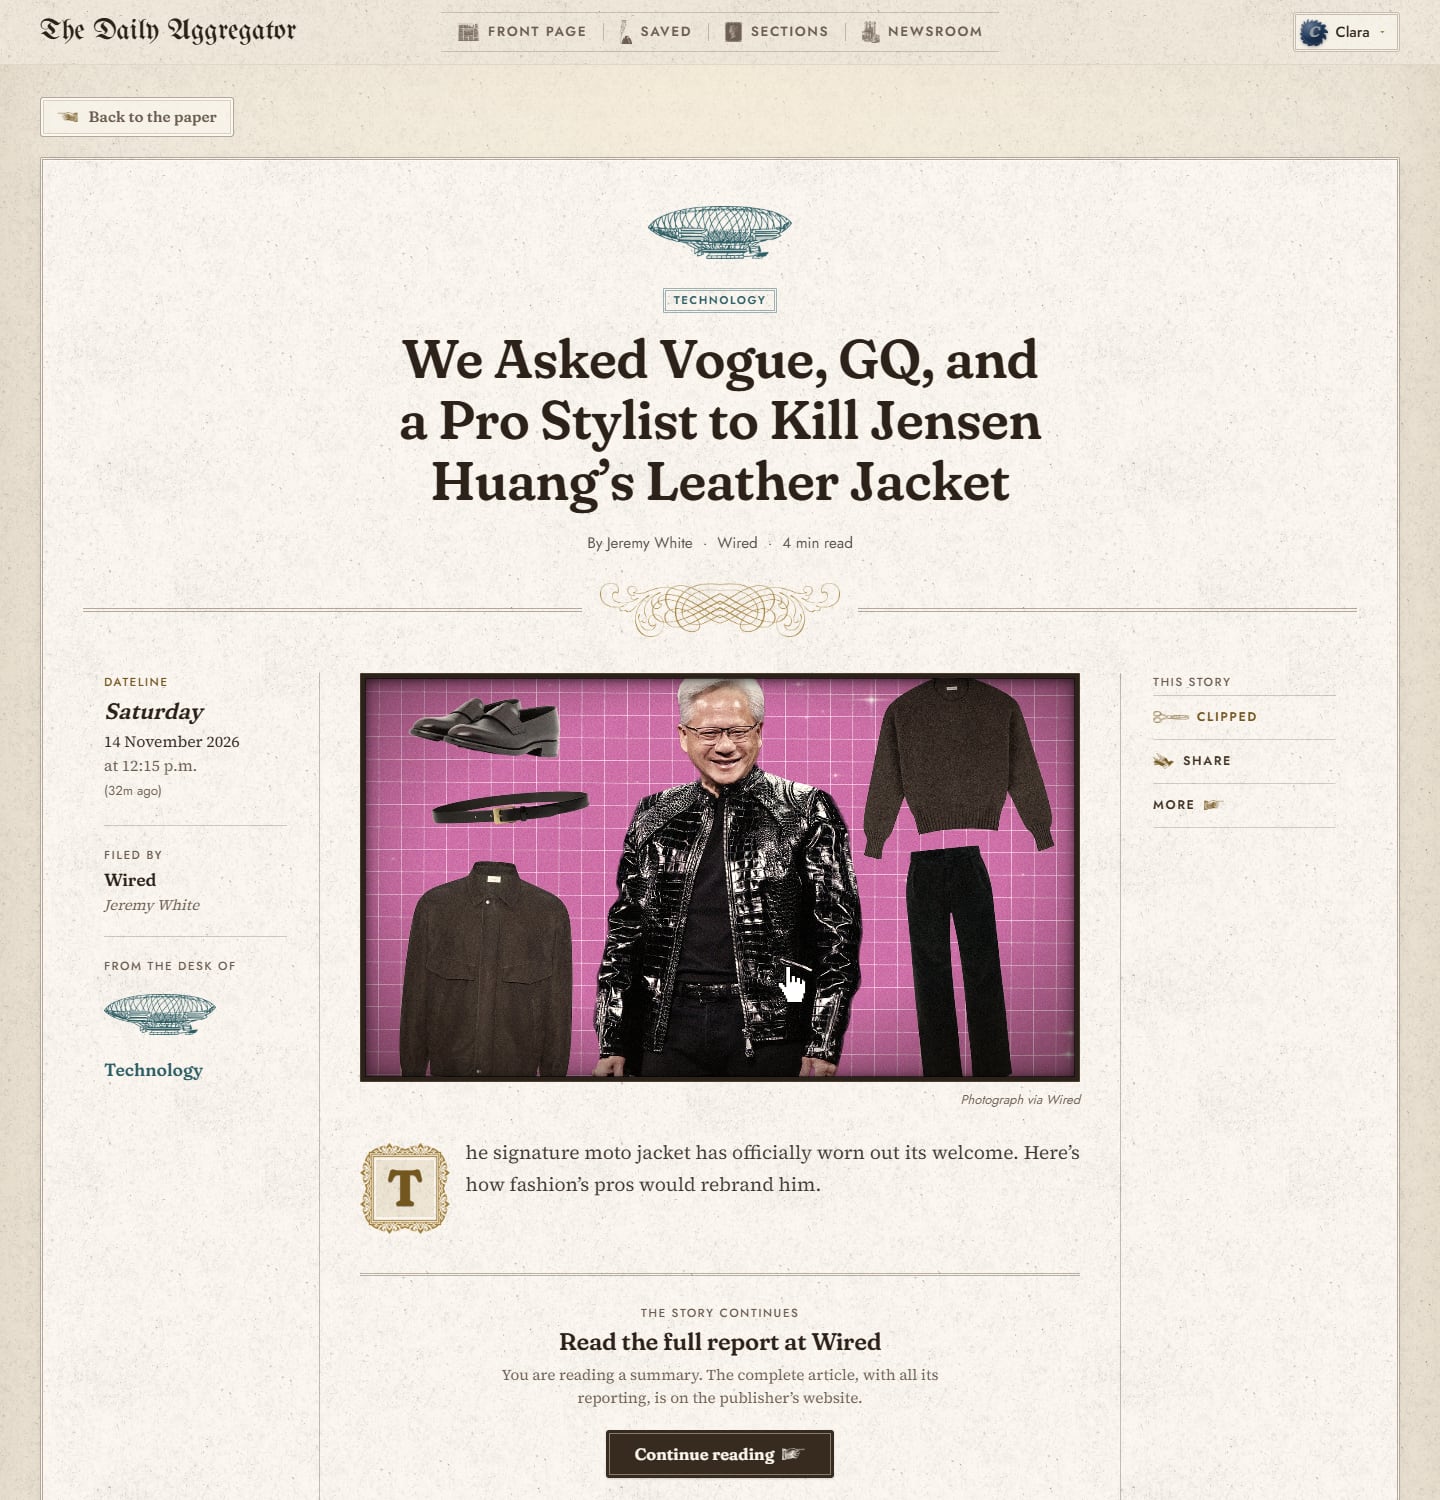 The Daily Aggregator
FRONT PAGE
SAVED
SECTIONS
NEWSROOM
C
Clara
Back to the paper
TECHNOLOGY
We Asked Vogue, GQ, and
a Pro Stylist to Kill Jensen
Huang’s Leather Jacket
By Jeremy White · Wired · 4 min read
DATELINE
Saturday
14 November 2026
at 12:15 p.m.
(32m ago)
FILED BY
Wired
Jeremy White
FROM THE DESK OF
Technology
Photograph via Wired
The signature moto jacket has officially worn out its welcome. Here’s
how fashion’s pros would rebrand him.
THE STORY CONTINUES
Read the full report at Wired
You are reading a summary. The complete article, with all its
reporting, is on the publisher’s website.
Continue reading
THIS STORY
CLIPPED
SHARE
MORE